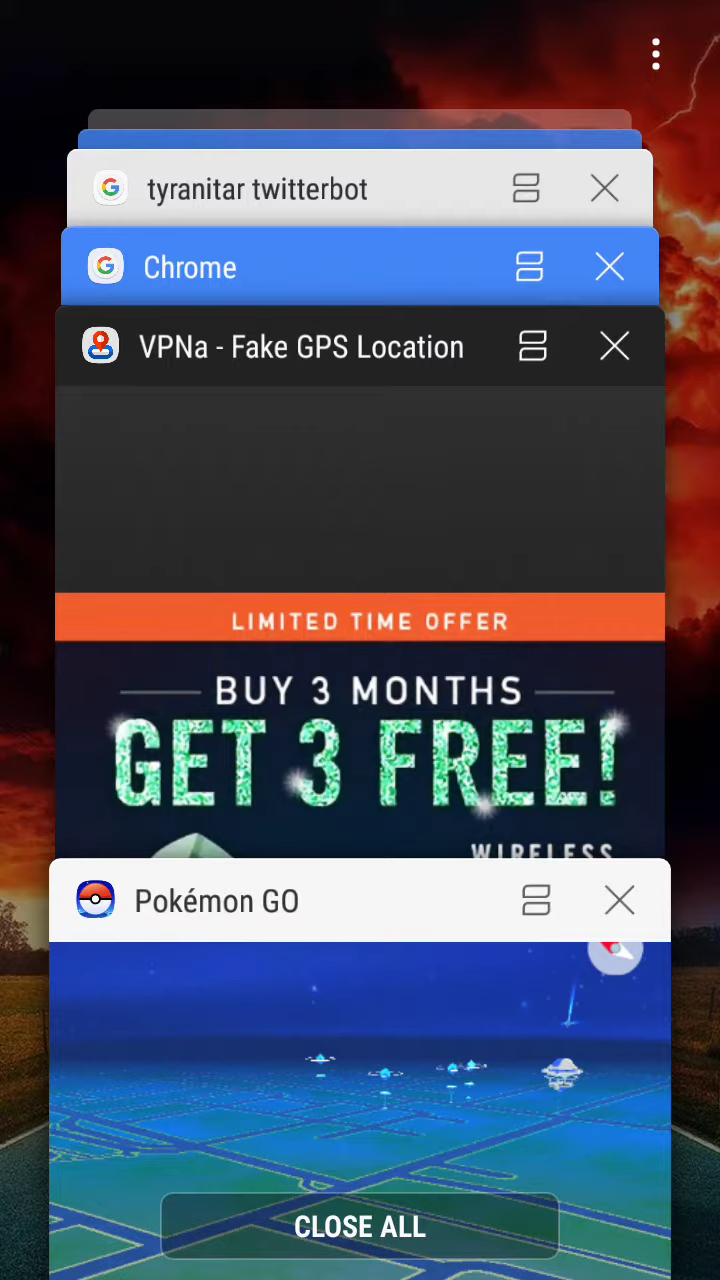 tyranitar twitterbot
Chrome
VPNa - Fake GPS Location
LIMITED TIME OFFER
BUY 3 MONTHS
GET 3 FREE!
WIRELESS
Pokémon GO
CLOSE ALL